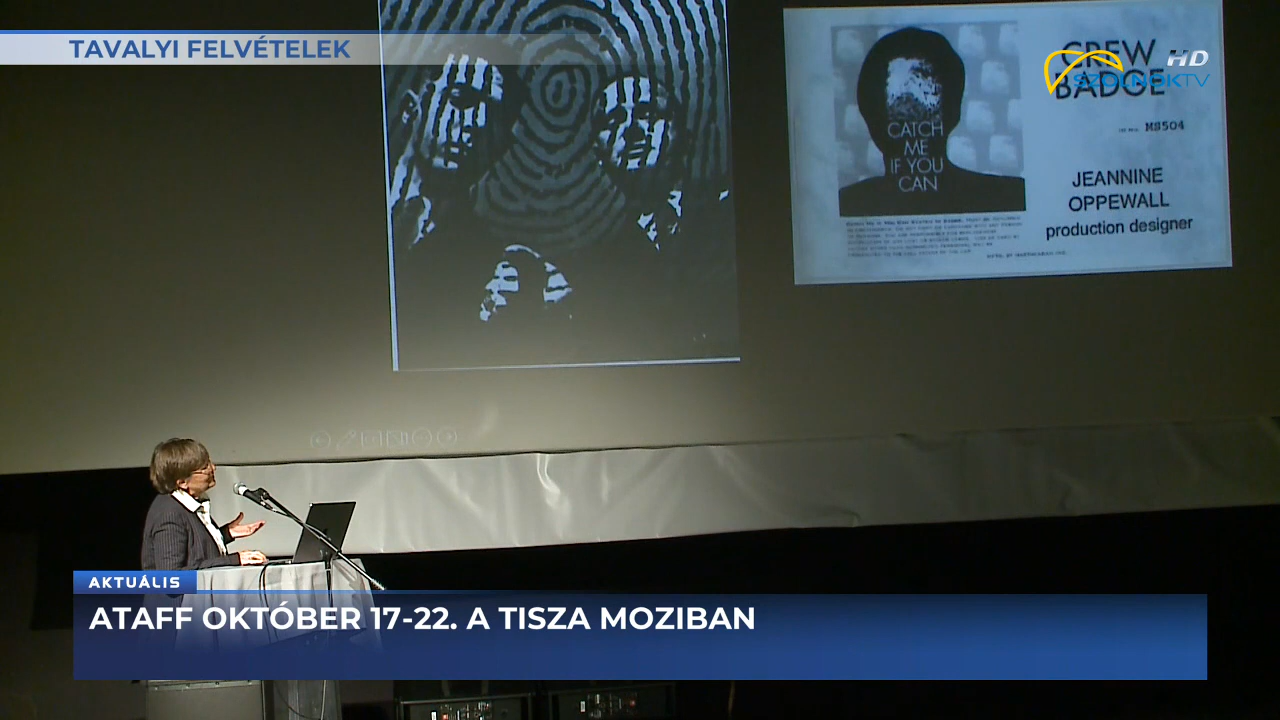 TAVALYI FELVÉTELEK
CREW
BADGE
HD
SZOLNOKTV
MS504
CATCH
ME
IF YOU
CAN
JEANNINE
OPPEWALL
production designer
AKTUÁLIS
ATAFF OKTÓBER 17-22. A TISZA MOZIBAN